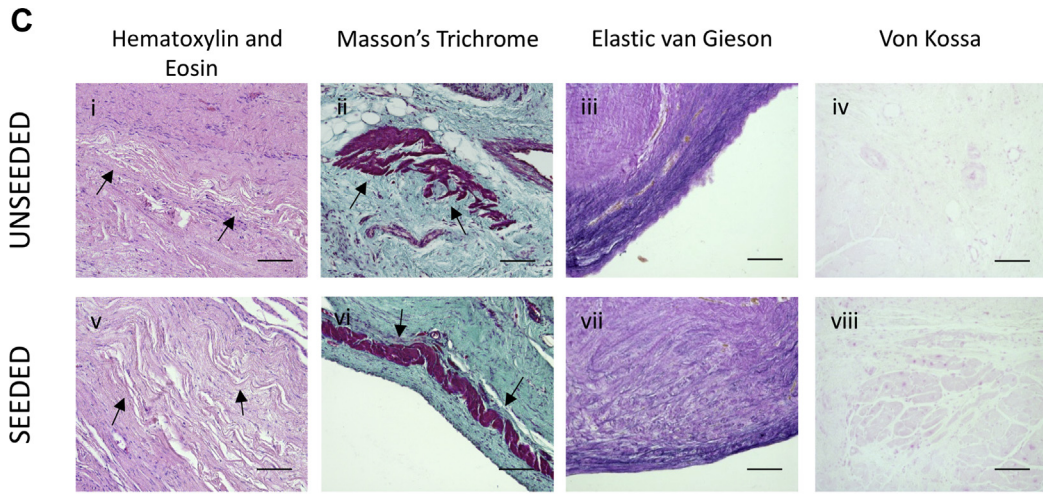 C
Hematoxylin and
Eosin
Masson's Trichrome
Elastic van Gieson
Von Kossa
UNSEEDED
i
ii
iii
iv
SEEDED
v
vi
vii
viii